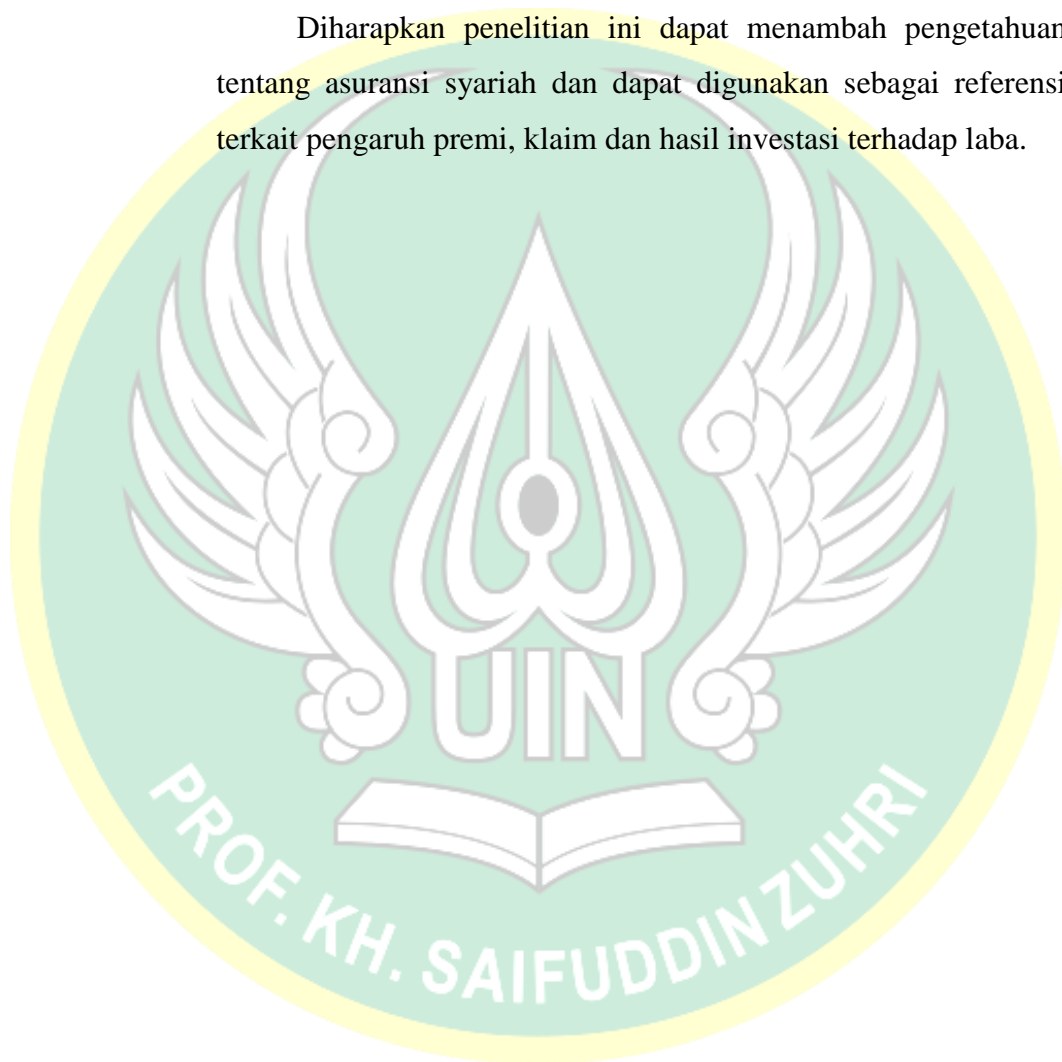 Diharapkan penelitian ini dapat menambah pengetahuan
tentang asuransi syariah dan dapat digunakan sebagai referensi
terkait pengaruh premi, klaim dan hasil investasi terhadap laba.
UIN
PROF. KH. SAIFUDDIN ZUHRI